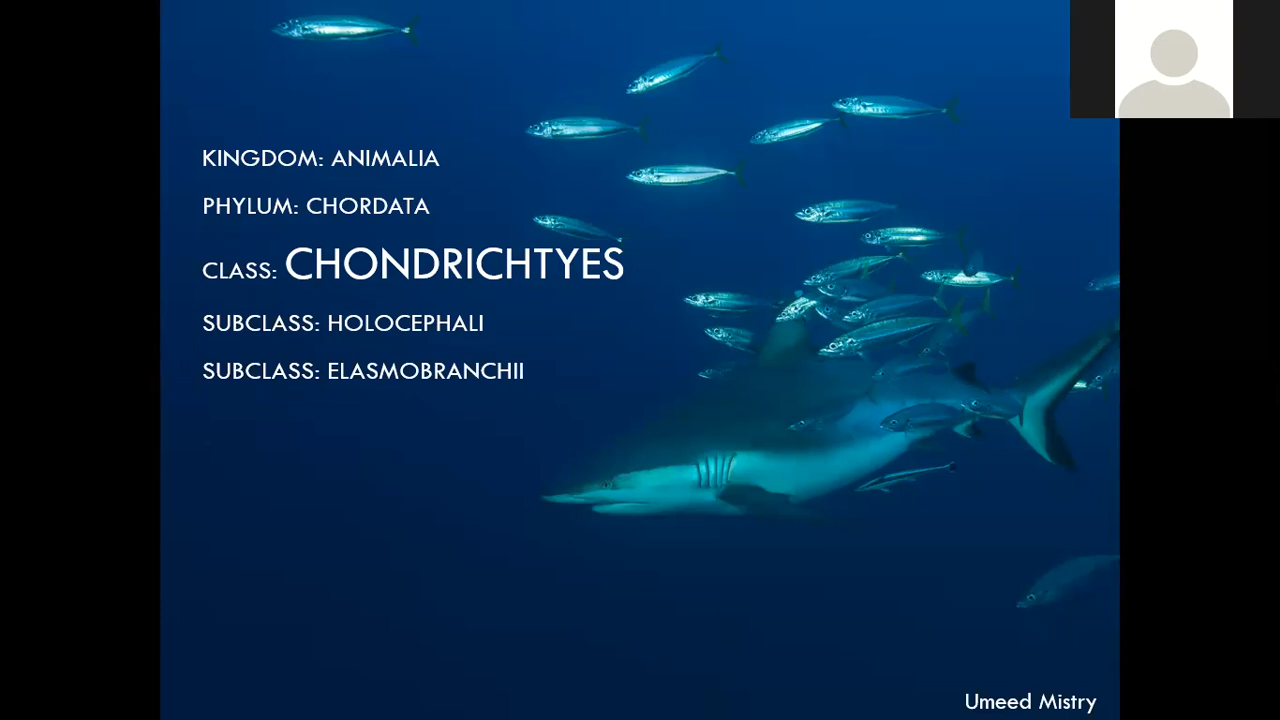 KINGDOM: ANIMALIA
PHYLUM: CHORDATA
CLASS: CHONDRICHTYES
SUBCLASS: HOLOCEPHALI
SUBCLASS: ELASMOBRANCHII
Umeed Mistry